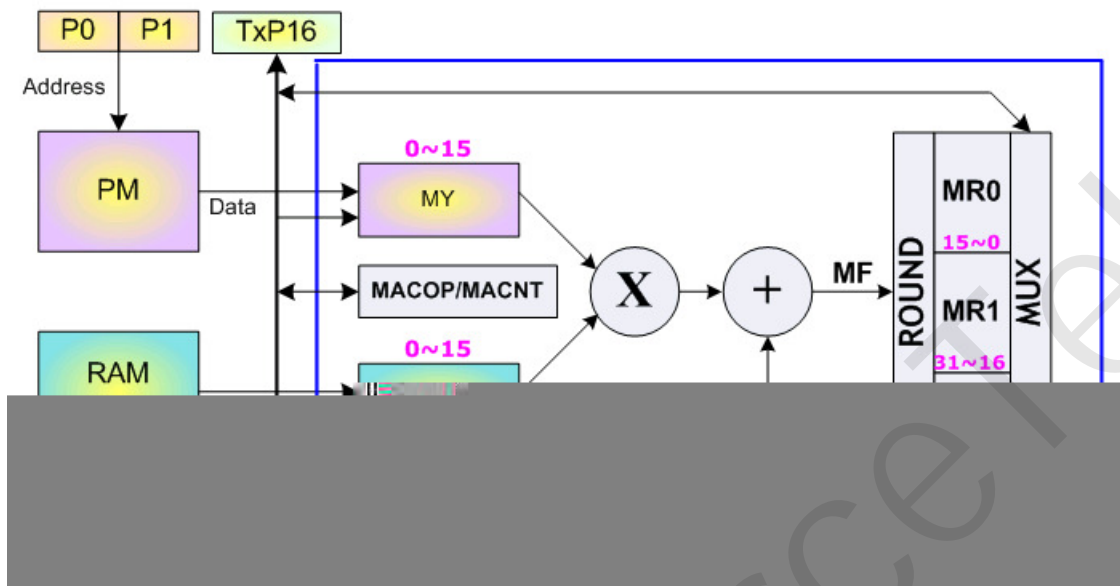 P0 P1 TxP16
Address
PM
Data
0~15
MY
MACOP/MACNT
X
+
MF
ROUND
MR0
15~0
MR1
31~16
MUX
RAM
0~15